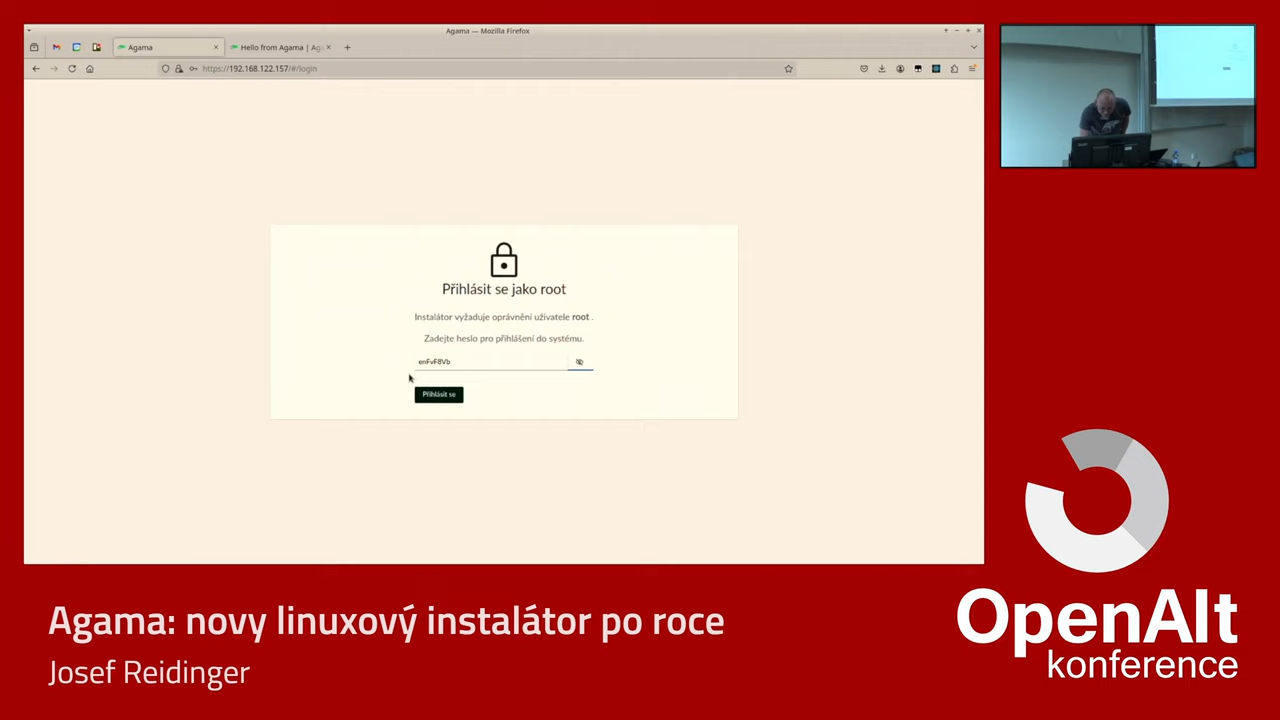 Agama — Mozilla Firefox
Agama
Hello from Agama | Aga
https://192.168.122.157/#/login
Přihlásit se jako root
Instalátor vyžaduje oprávnění uživatele root .
Zadejte heslo pro přihlášení do systému.
enFvF8Vb
Přihlásit se
Agama: novy linuxový instalátor po roce
Josef Reidinger
OpenAlt
konference